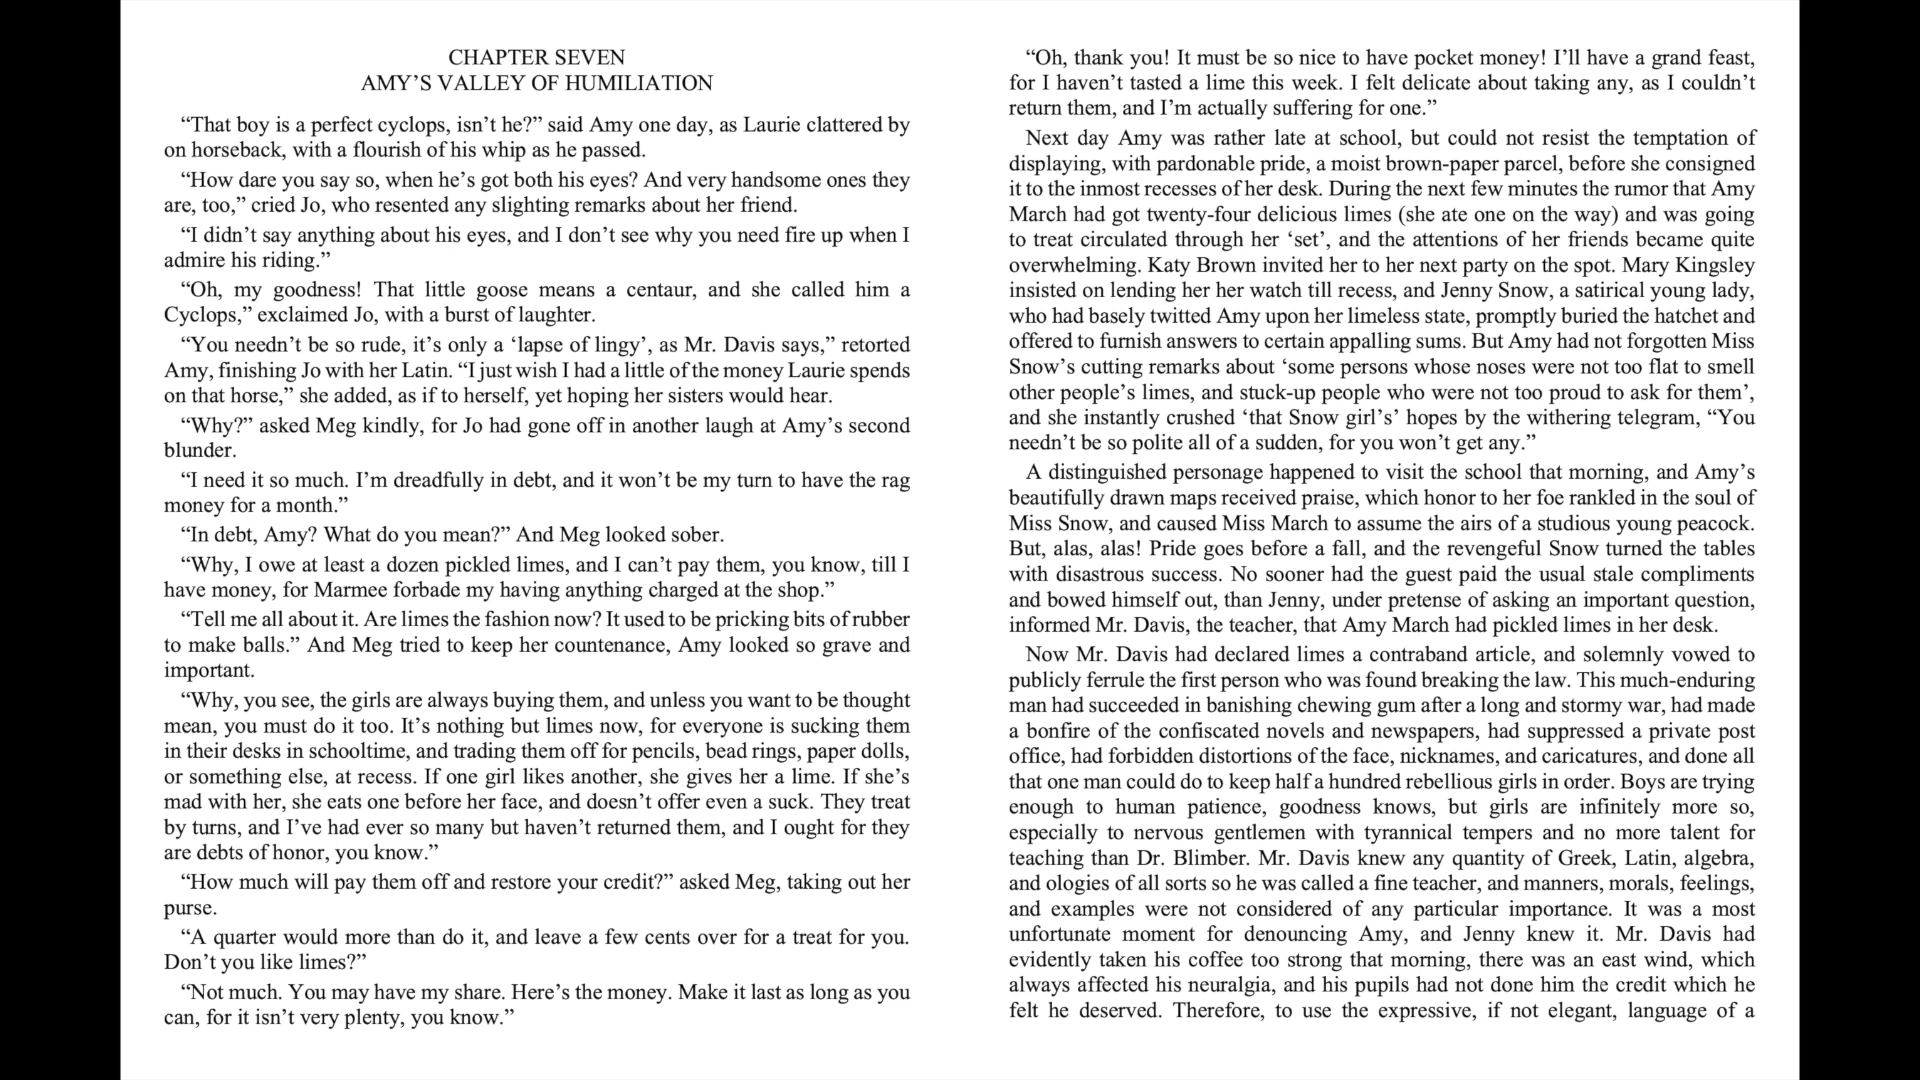 CHAPTER SEVEN
AMY’S VALLEY OF HUMILIATION
“That boy is a perfect cyclops, isn’t he?” said Amy one day, as Laurie clattered by
on horseback, with a flourish of his whip as he passed.
“How dare you say so, when he’s got both his eyes? And very handsome ones they
are, too,” cried Jo, who resented any slighting remarks about her friend.
“I didn’t say anything about his eyes, and I don’t see why you need fire up when I
admire his riding.”
“Oh, my goodness! That little goose means a centaur, and she called him a
Cyclops,” exclaimed Jo, with a burst of laughter.
“You needn’t be so rude, it’s only a ‘lapse of lingy’, as Mr. Davis says,” retorted
Amy, finishing Jo with her Latin. “I just wish I had a little of the money Laurie spends
on that horse,” she added, as if to herself, yet hoping her sisters would hear.
“Why?” asked Meg kindly, for Jo had gone off in another laugh at Amy’s second
blunder.
“I need it so much. I’m dreadfully in debt, and it won’t be my turn to have the rag
money for a month.”
“In debt, Amy? What do you mean?” And Meg looked sober.
“Why, I owe at least a dozen pickled limes, and I can’t pay them, you know, till I
have money, for Marmee forbade my having anything charged at the shop.”
“Tell me all about it. Are limes the fashion now? It used to be pricking bits of rubber
to make balls.” And Meg tried to keep her countenance, Amy looked so grave and
important.
“Why, you see, the girls are always buying them, and unless you want to be thought
mean, you must do it too. It’s nothing but limes now, for everyone is sucking them
in their desks in schooltime, and trading them off for pencils, bead rings, paper dolls,
or something else, at recess. If one girl likes another, she gives her a lime. If she’s
mad with her, she eats one before her face, and doesn’t offer even a suck. They treat
by turns, and I’ve had ever so many but haven’t returned them, and I ought for they
are debts of honor, you know.”
“How much will pay them off and restore your credit?” asked Meg, taking out her
purse.
“A quarter would more than do it, and leave a few cents over for a treat for you.
Don’t you like limes?”
“Not much. You may have my share. Here’s the money. Make it last as long as you
can, for it isn’t very plenty, you know.”
“Oh, thank you! It must be so nice to have pocket money! I’ll have a grand feast,
for I haven’t tasted a lime this week. I felt delicate about taking any, as I couldn’t
return them, and I’m actually suffering for one.”
Next day Amy was rather late at school, but could not resist the temptation of
displaying, with pardonable pride, a moist brown-paper parcel, before she consigned
it to the inmost recesses of her desk. During the next few minutes the rumor that Amy
March had got twenty-four delicious limes (she ate one on the way) and was going
to treat circulated through her ‘set’, and the attentions of her friends became quite
overwhelming. Katy Brown invited her to her next party on the spot. Mary Kingsley
insisted on lending her her watch till recess, and Jenny Snow, a satirical young lady,
who had basely twitted Amy upon her limeless state, promptly buried the hatchet and
offered to furnish answers to certain appalling sums. But Amy had not forgotten Miss
Snow’s cutting remarks about ‘some persons whose noses were not too flat to smell
other people’s limes, and stuck-up people who were not too proud to ask for them’,
and she instantly crushed ‘that Snow girl’s’ hopes by the withering telegram, “You
needn’t be so polite all of a sudden, for you won’t get any.”
A distinguished personage happened to visit the school that morning, and Amy’s
beautifully drawn maps received praise, which honor to her foe rankled in the soul of
Miss Snow, and caused Miss March to assume the airs of a studious young peacock.
But, alas, alas! Pride goes before a fall, and the revengeful Snow turned the tables
with disastrous success. No sooner had the guest paid the usual stale compliments
and bowed himself out, than Jenny, under pretense of asking an important question,
informed Mr. Davis, the teacher, that Amy March had pickled limes in her desk.
Now Mr. Davis had declared limes a contraband article, and solemnly vowed to
publicly ferrule the first person who was found breaking the law. This much-enduring
man had succeeded in banishing chewing gum after a long and stormy war, had made
a bonfire of the confiscated novels and newspapers, had suppressed a private post
office, had forbidden distortions of the face, nicknames, and caricatures, and done all
that one man could do to keep half a hundred rebellious girls in order. Boys are trying
enough to human patience, goodness knows, but girls are infinitely more so,
especially to nervous gentlemen with tyrannical tempers and no more talent for
teaching than Dr. Blimber. Mr. Davis knew any quantity of Greek, Latin, algebra,
and ologies of all sorts so he was called a fine teacher, and manners, morals, feelings,
and examples were not considered of any particular importance. It was a most
unfortunate moment for denouncing Amy, and Jenny knew it. Mr. Davis had
evidently taken his coffee too strong that morning, there was an east wind, which
always affected his neuralgia, and his pupils had not done him the credit which he
felt he deserved. Therefore, to use the expressive, if not elegant, language of a